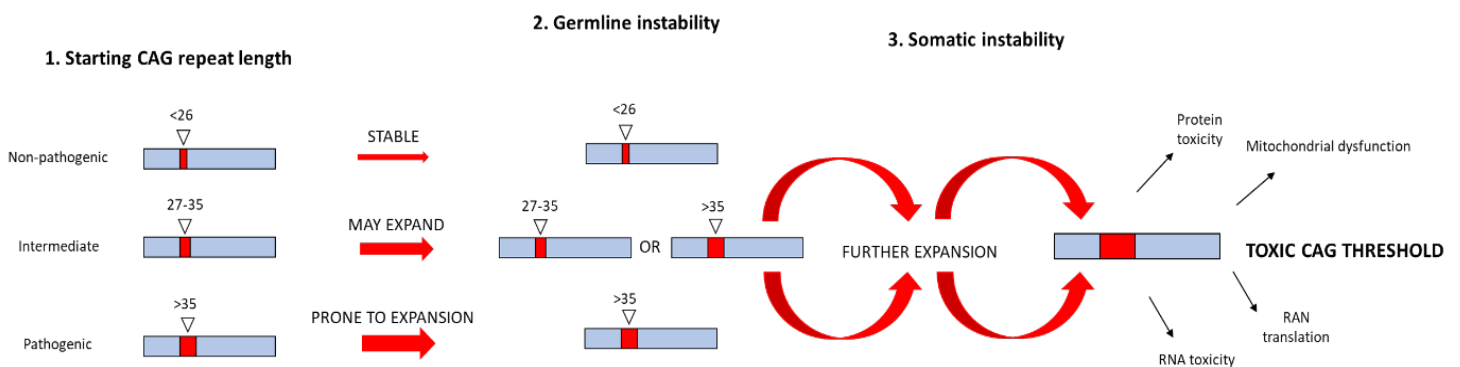 1. Starting CAG repeat length
2. Germline instability
3. Somatic instability
Non-pathogenic
<26
STABLE
<26
Intermediate
27-35
MAY EXPAND
27-35
OR
>35
Pathogenic
>35
PRONE TO EXPANSION
>35
FURTHER EXPANSION
TOXIC CAG THRESHOLD
Protein
toxicity
Mitochondrial dysfunction
RAN
translation
RNA toxicity